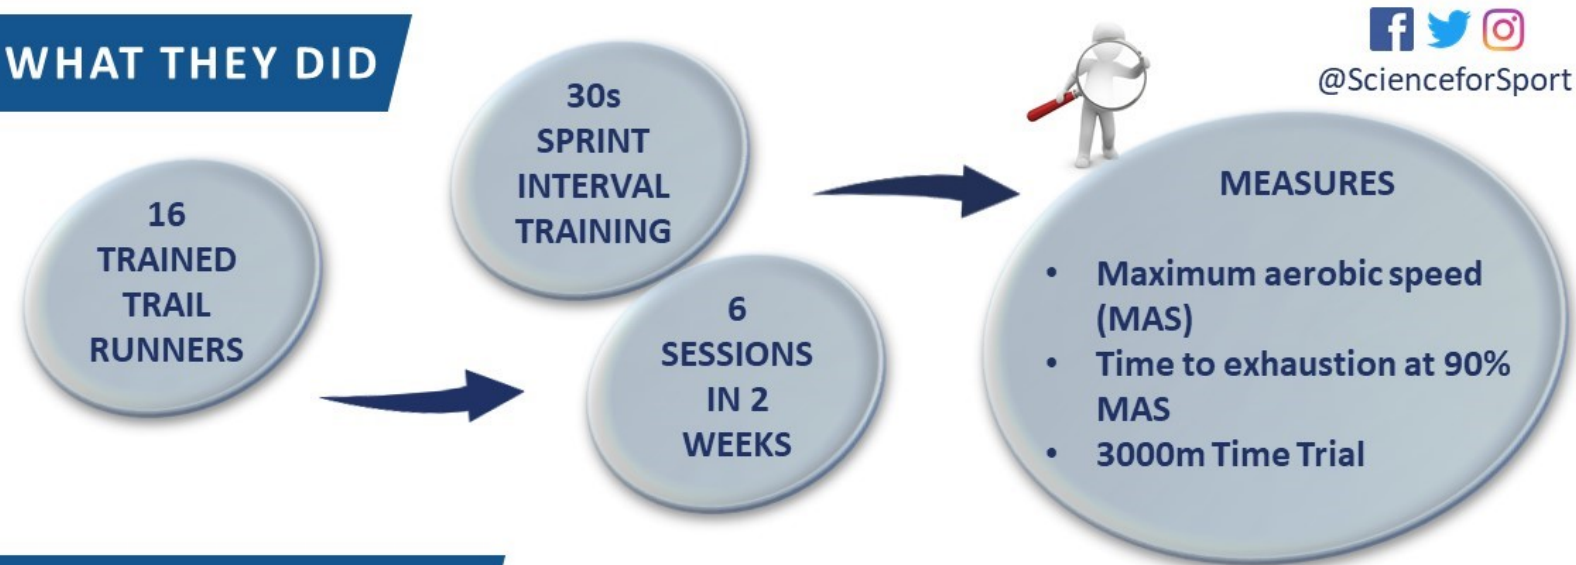 WHAT THEY DID
@ScienceforSport
16
TRAINED
TRAIL
RUNNERS
30s
SPRINT
INTERVAL
TRAINING
6
SESSIONS
IN 2
WEEKS
MEASURES
• Maximum aerobic speed
(MAS)
• Time to exhaustion at 90%
MAS
• 3000m Time Trial